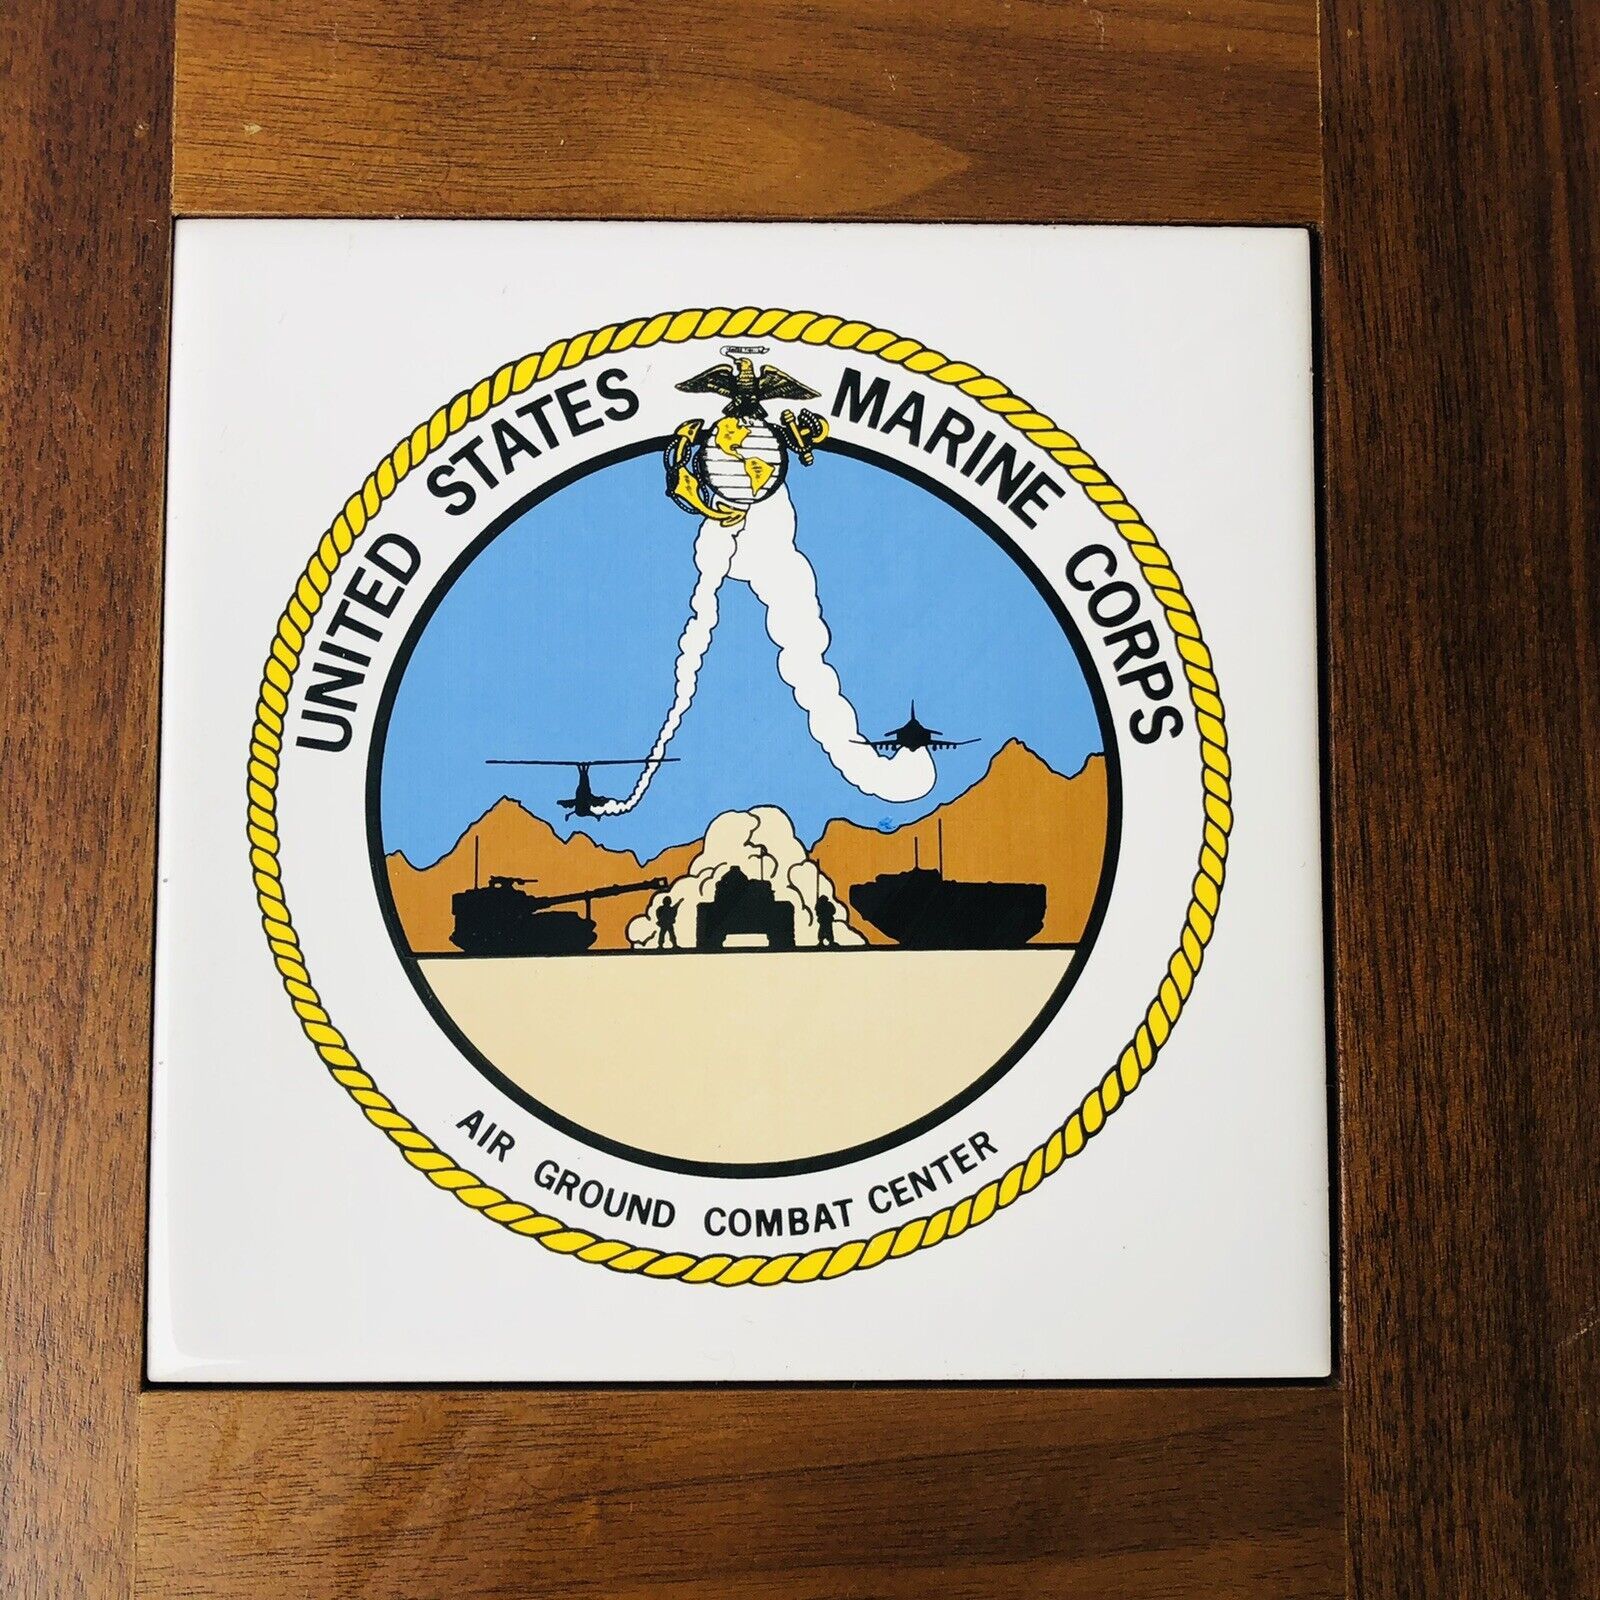 UNITED STATES MARINE CORPS
AIR GROUND COMBAT CENTER